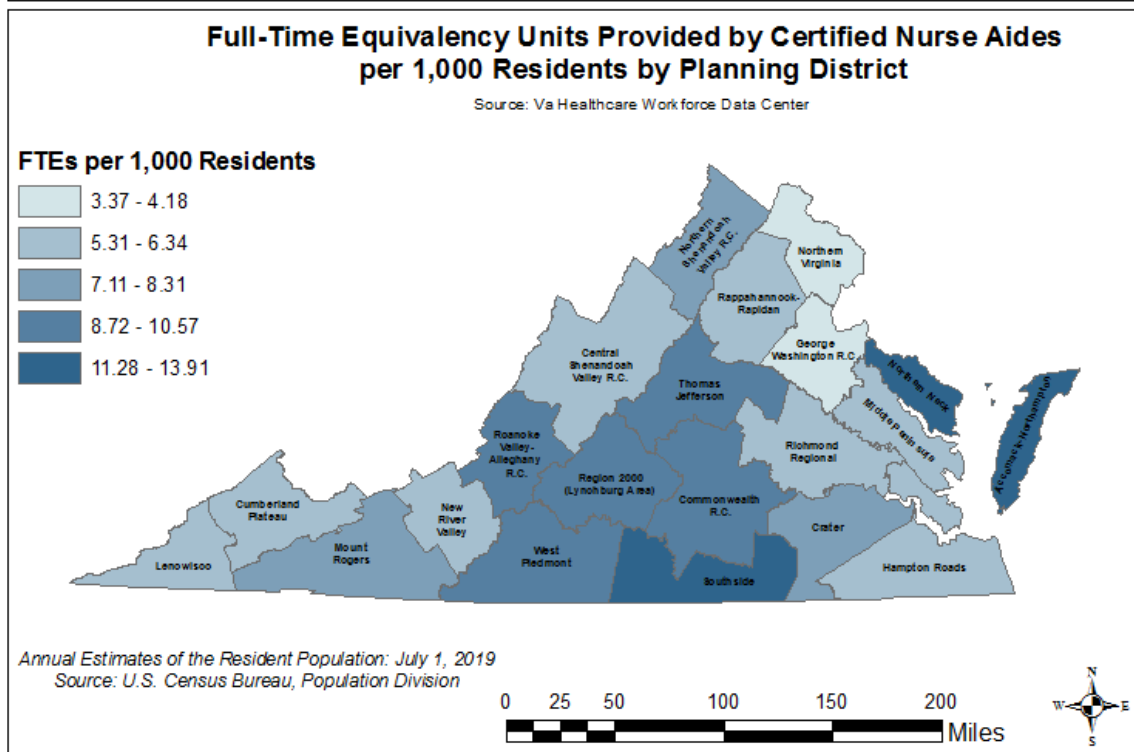 Full-Time Equivalency Units Provided by Certified Nurse Aides
per 1,000 Residents by Planning District
Source: Va Healthcare Workforce Data Center
FTEs per 1,000 Residents
3.37 - 4.18
5.31 - 6.34
7.11 - 8.31
8.72 - 10.57
11.28 - 13.91
Northern
Shenandoah
Valley R.C.
Northern
Virginia
Rappahannook-
Rapidan
George
Washington R.C.
Central
Shenandoah
Valley R.C.
Thomas
Jefferson
Northern Neck
Middle Peninsula
Accomack-Northampton
Roanoke
Valley-
Alleghany
R.C.
Region 2000
(Lynohburg Area)
Riohmond
Regional
Commonwealth
R.C.
Cumberland
Plateau
New
River
Valley
Crater
Lenowisoo
Mount
Rogers
West
Piedmont
Southside
Hampton Roads
Annual Estimates of the Resident Population: July 1, 2019
Source: U.S. Census Bureau, Population Division
0 25 50 100 150 200
Miles
N
W E
S